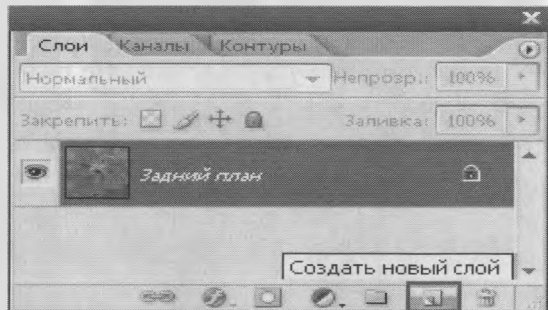 Слои Каналы Контуры
Нормальный Непрозр.: 100%
Закрепить: Заливка: 100%
Задний план
Создать новый слой